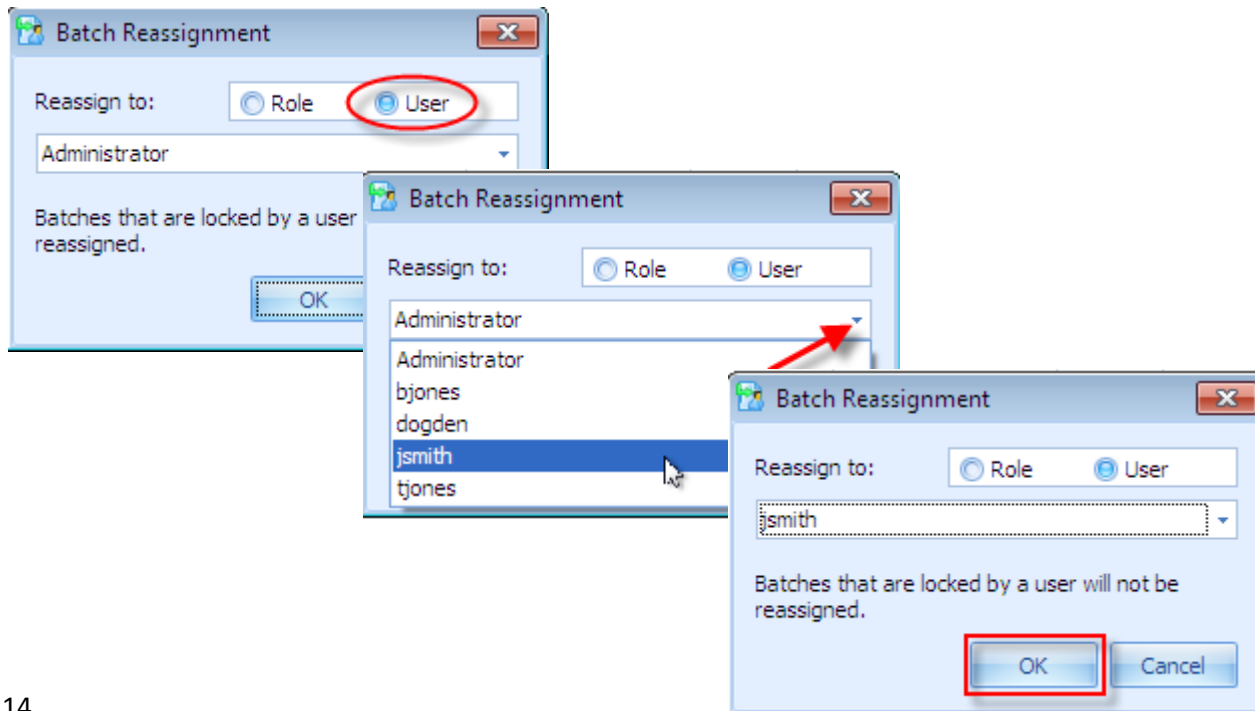 Batch Reassignment
Reassign to: Role User
Administrator
Batches that are locked by a user
reassigned.
OK
Batch Reassignment
Reassign to: Role User
Administrator
Administrator
bjones
dogden
jsmith
tjones
Batch Reassignment
Reassign to: Role User
jsmith
Batches that are locked by a user will not be
reassigned.
OK Cancel
14